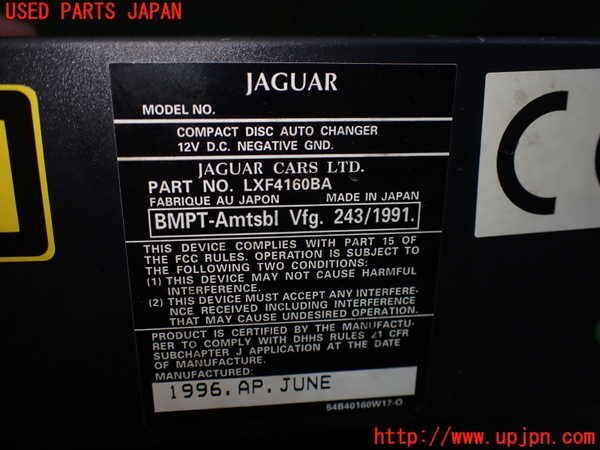 USED PARTS JAPAN
JAGUAR
MODEL NO.
COMPACT DISC AUTO CHANGER
12V D.C. NEGATIVE GND.
JAGUAR CARS LTD.
PART NO. LXF4160BA
FABRIQUE AU JAPON MADE IN JAPAN
BMPT-Amtsbl Vfg. 243/1991.
THIS DEVICE COMPLIES WITH PART 15 OF
THE FCC RULES. OPERATION IS SUBJECT TO
THE FOLLOWING TWO CONDITIONS:
(1) THIS DEVICE MAY NOT CAUSE HARMFUL
INTERFERENCE.
(2) THIS DEVICE MUST ACCEPT ANY INTERFERE-
NCE RECEIVED INCLUDING INTERFERENCE
THAT MAY CAUSE UNDESIRED OPERATION.
PRODUCT IS CERTIFIED BY THE MANUFACTU-
RER TO COMPLY WITH DHHS RULES 21 CFR
SUBCHAPTER J APPLICATION AT THE DATE
OF MANUFACTURE.
MANUFACTURED:
1996.AP.JUNE
54B40160W17-O
CE
http://www.upjpn.com/